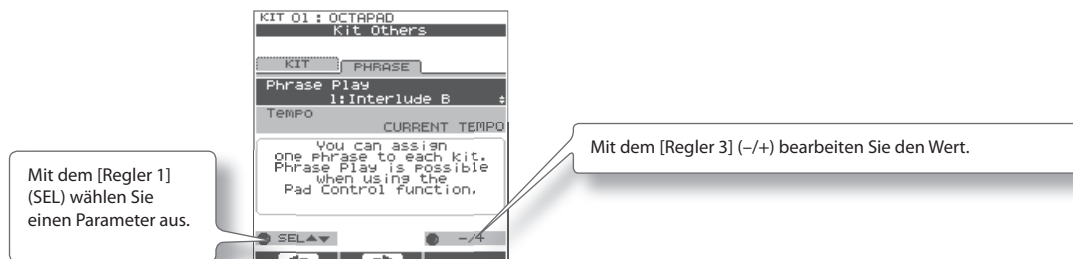 KIT 01 : OCTAPAD
Kit Others
KIT
PHRASE
Phrase Play
1:Interlude B
Tempo
CURRENT TEMPO
You can assign
one phrase to each kit.
Phrase Play is possible
when using the
Pad Control function.
SEL▲▼
–/+
Mit dem [Regler 1]
(SEL) wählen Sie
einen Parameter aus.
Mit dem [Regler 3] (–/+) bearbeiten Sie den Wert.